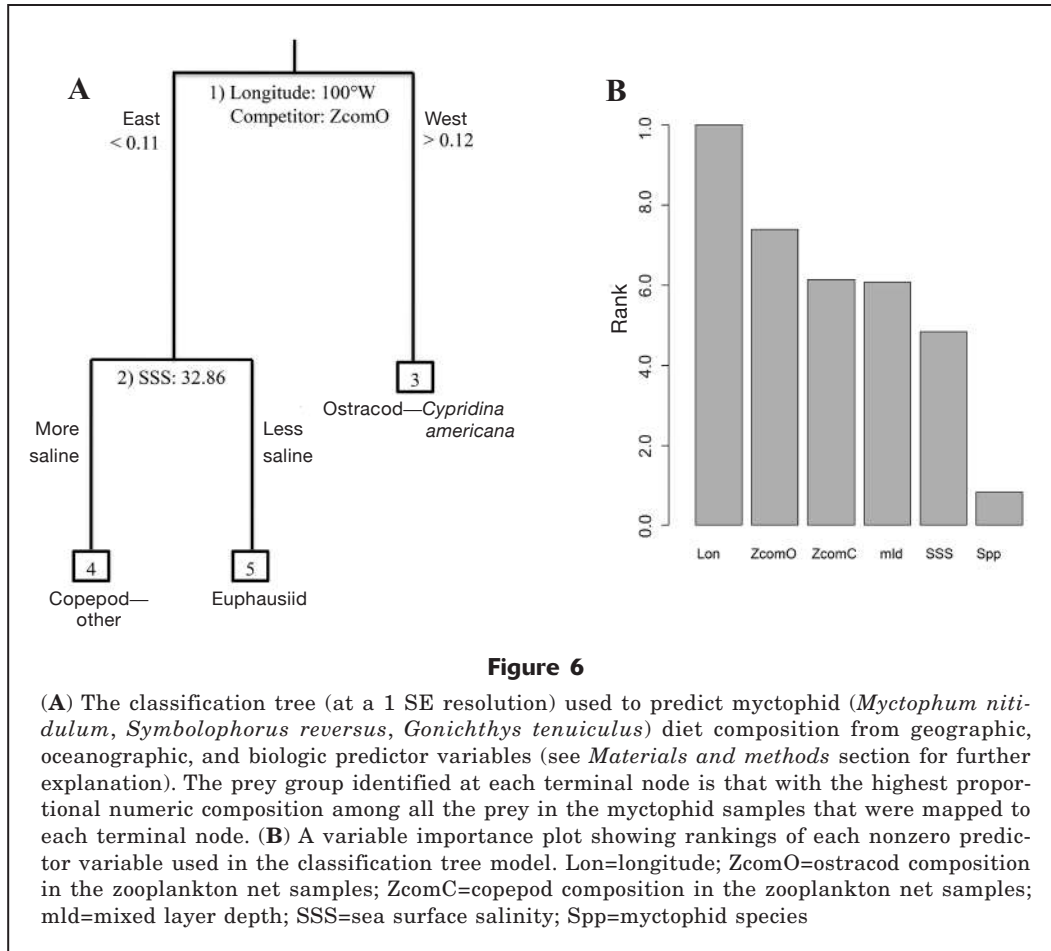 A
1) Longitude: 100°W
Competitor: ZcomO
East
< 0.11
West
> 0.12
2) SSS: 32.86
3
Ostracod—Cypridina
americana
More
saline
Less
saline
4
Copepod—
other
5
Euphausiid
B
Rank
1.0
8.0
6.0
4.0
2.0
0.0
Lon
ZcomO
ZcomC
mld
SSS
Spp
Figure 6
(A) The classification tree (at a 1 SE resolution) used to predict myctophid (Myctophum niti-
dulum, Symbolophorus reversus, Gonichthys tenuiculus) diet composition from geographic,
oceanographic, and biologic predictor variables (see Materials and methods section for further
explanation). The prey group identified at each terminal node is that with the highest propor-
tional numeric composition among all the prey in the myctophid samples that were mapped to
each terminal node. (B) A variable importance plot showing rankings of each nonzero predic-
tor variable used in the classification tree model. Lon=longitude; ZcomO=ostracod composition
in the zooplankton net samples; ZcomC=copepod composition in the zooplankton net samples;
mld=mixed layer depth; SSS=sea surface salinity; Spp=myctophid species